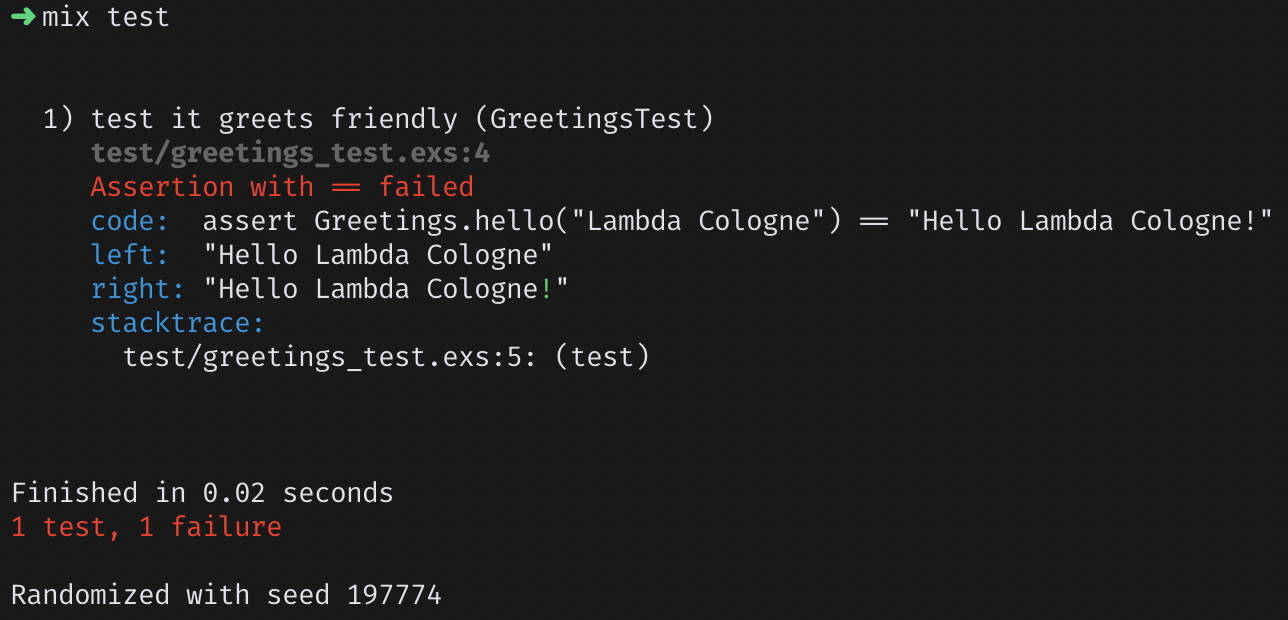 ➜ mix test
1) test it greets friendly (GreetingsTest)
test/greetings_test.exs:4
Assertion with == failed
code:  assert Greetings.hello("Lambda Cologne") == "Hello Lambda Cologne!"
left:  "Hello Lambda Cologne"
right: "Hello Lambda Cologne!"
stacktrace:
test/greetings_test.exs:5: (test)
Finished in 0.02 seconds
1 test, 1 failure
Randomized with seed 197774